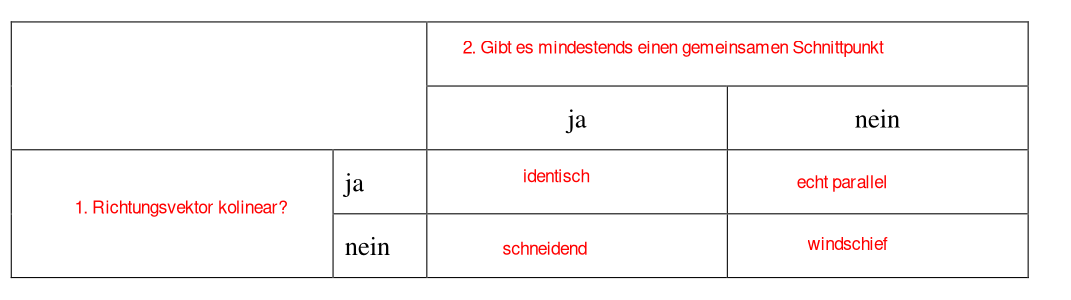 2. Gibt es mindestends einen gemeinsamen Schnittpunkt
ja
nein
1. Richtungsvektor kolinear?
ja
identisch
echt parallel
nein
schneidend
windschief